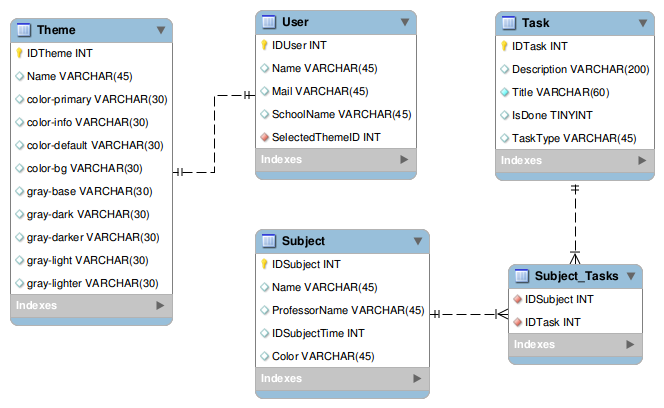 Theme
IDTheme INT
Name VARCHAR(45)
color-primary VARCHAR(30)
color-info VARCHAR(30)
color-default VARCHAR(30)
color-bg VARCHAR(30)
gray-base VARCHAR(30)
gray-dark VARCHAR(30)
gray-darker VARCHAR(30)
gray-light VARCHAR(30)
gray-lighter VARCHAR(30)
Indexes
User
IDUser INT
Name VARCHAR(45)
Mail VARCHAR(45)
SchoolName VARCHAR(45)
SelectedThemeID INT
Indexes
Task
IDTask INT
Description VARCHAR(200)
Title VARCHAR(60)
IsDone TINYINT
TaskType VARCHAR(45)
Indexes
Subject
IDSubject INT
Name VARCHAR(45)
ProfessorName VARCHAR(45)
IDSubjectTime INT
Color VARCHAR(45)
Indexes
Subject_Tasks
IDSubject INT
IDTask INT
Indexes